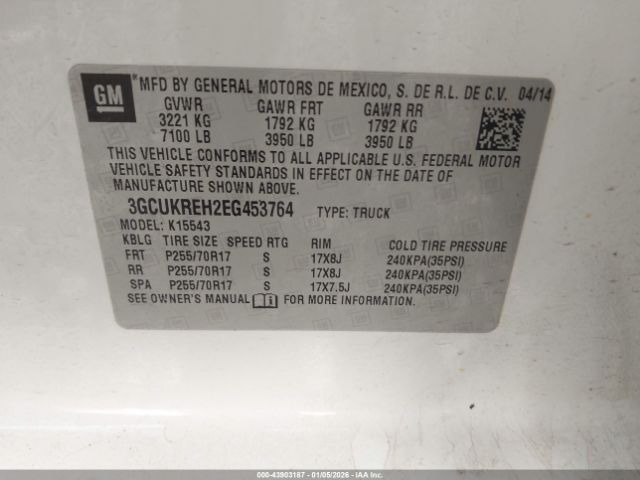 GM
*MFD BY GENERAL MOTORS DE MEXICO, S. DE R.L. DE C.V. 04/14
GVWR GAWR FRT GAWR RR
3221 KG 1792 KG 1792 KG
7100 LB 3950 LB 3950 LB
THIS VEHICLE CONFORMS TO ALL APPLICABLE U.S. FEDERAL MOTOR
VEHICLE SAFETY STANDARDS IN EFFECT ON THE DATE OF
MANUFACTURE SHOWN ABOVE.
3GCUKREH2EG453764 TYPE: TRUCK
MODEL: K15543
KBLG TIRE SIZE SPEED RTG RIM COLD TIRE PRESSURE
FRT P255/70R17 S 17X8J 240KPA(35PSI)
RR P255/70R17 S 17X8J 240KPA(35PSI)
SPA P255/70R17 S 17X7.5J 240KPA(35PSI)
SEE OWNER'S MANUAL FOR MORE INFORMATION.
000-43903187 - 01/05/2026 - IAAI.COM